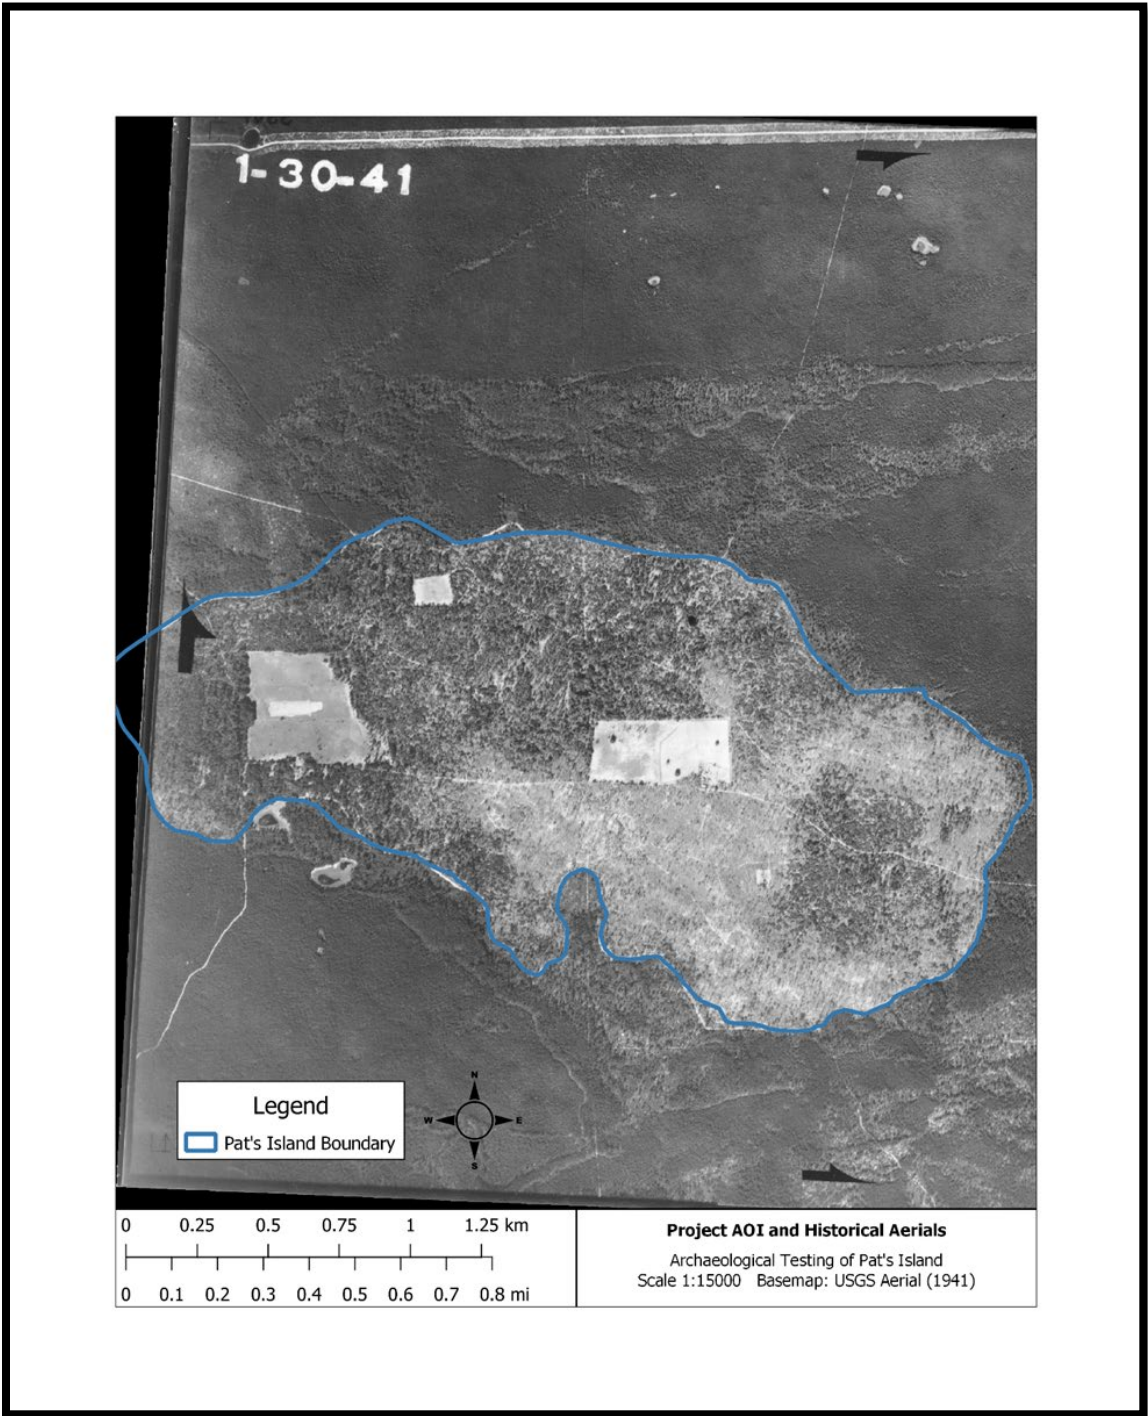 1-30-41
Legend
Pat's Island Boundary
N
W E
S
0 0.25 0.5 0.75 1 1.25 km
0 0.1 0.2 0.3 0.4 0.5 0.6 0.7 0.8 mi
Project AOI and Historical Aerials
Archaeological Testing of Pat's Island
Scale 1:15000 Basemap: USGS Aerial (1941)